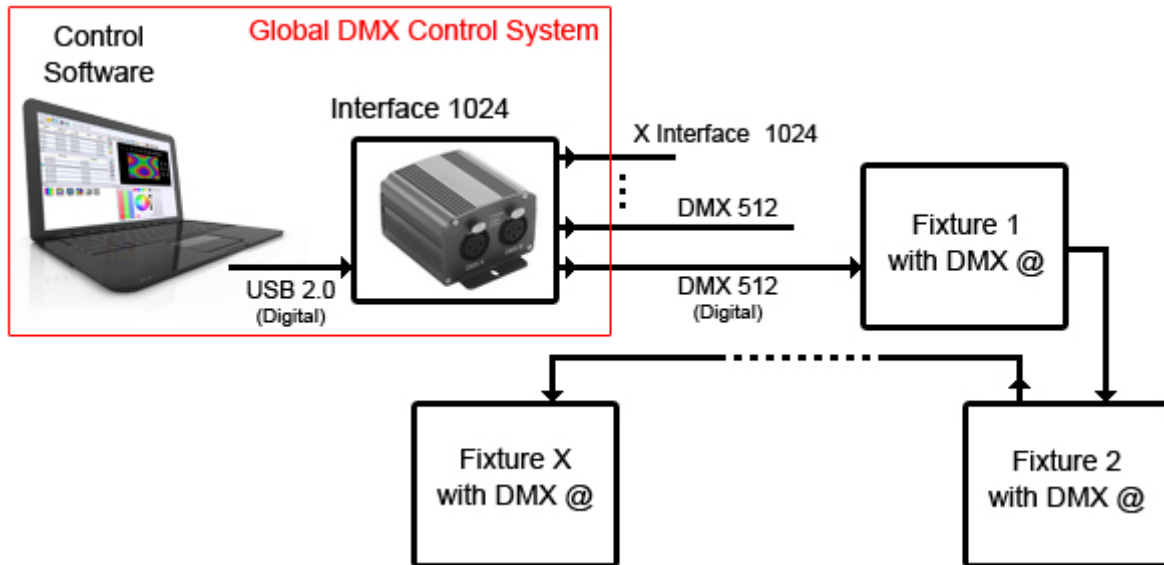 Global DMX Control System
Control
Software
Interface 1024
X Interface 1024
DMX 512
USB 2.0
(Digital)
DMX 512
(Digital)
Fixture 1
with DMX @
Fixture X
with DMX @
Fixture 2
with DMX @